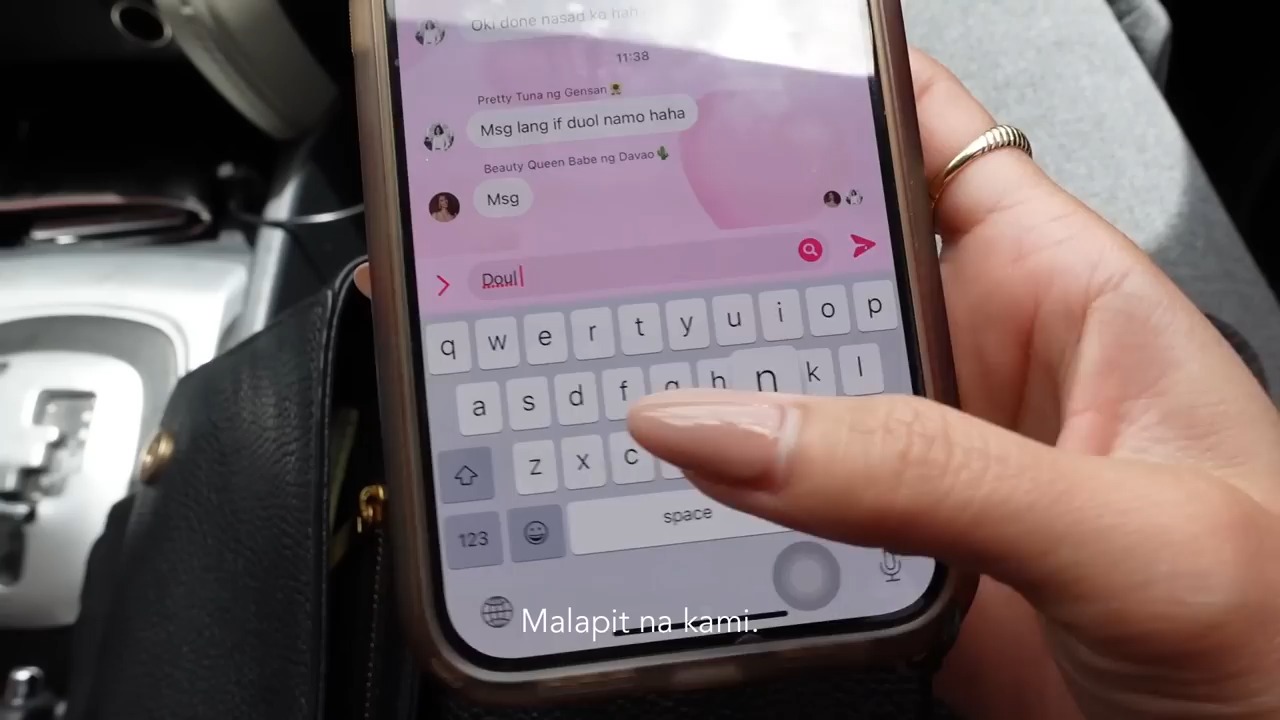 Oki done nasad ko hah
11:38
Pretty Tuna ng Gensan🌻
Msg lang if duol namo haha
Beauty Queen Babe ng Davao🌵
Msg
Doul
q w e r t y u i o p
a s d f g h n k l
z x c
123 space
Malapit na kami.